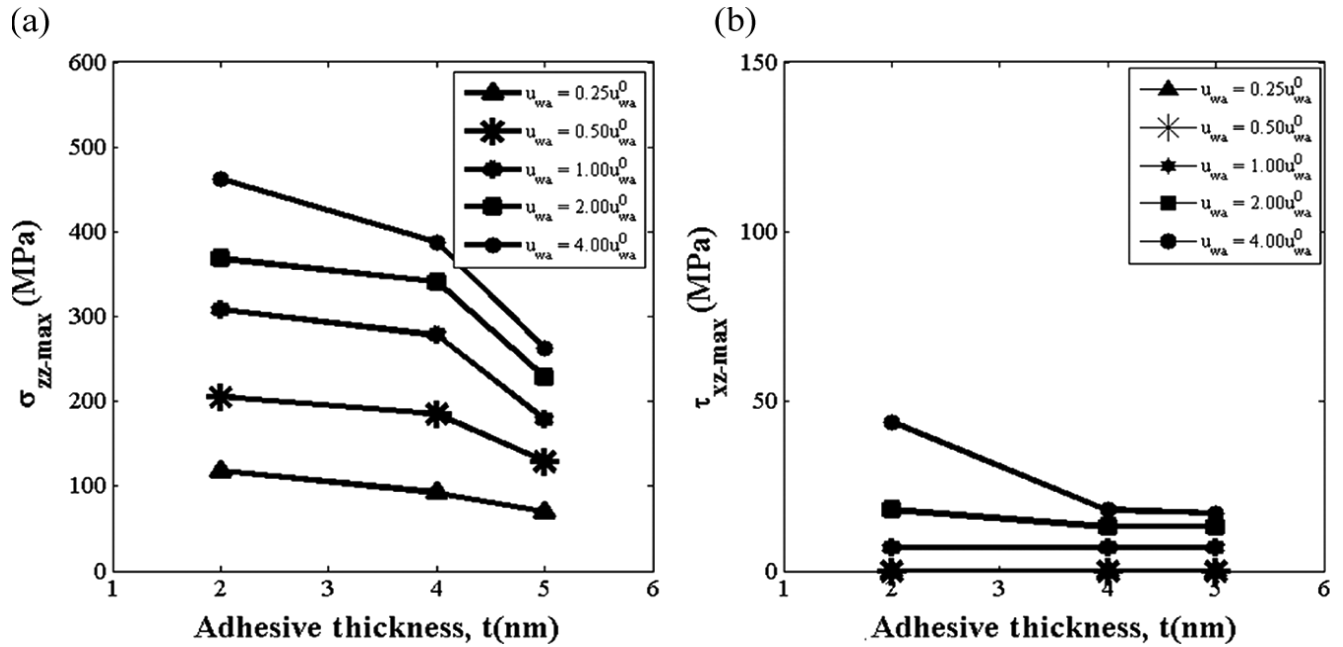 (a)
600
500
400
300
200
100
0
1
2
3
4
5
6
σzz-max(MPa)
Adhesive thickness, t(nm)
uwa = 0.25u0wa
uwa = 0.50u0wa
uwa = 1.00u0wa
uwa = 2.00u0wa
uwa = 4.00u0wa
(b)
150
100
50
0
1
2
3
4
5
6
τxz-max(MPa)
Adhesive thickness, t(nm)
uwa = 0.25u0wa
uwa = 0.50u0wa
uwa = 1.00u0wa
uwa = 2.00u0wa
uwa = 4.00u0wa